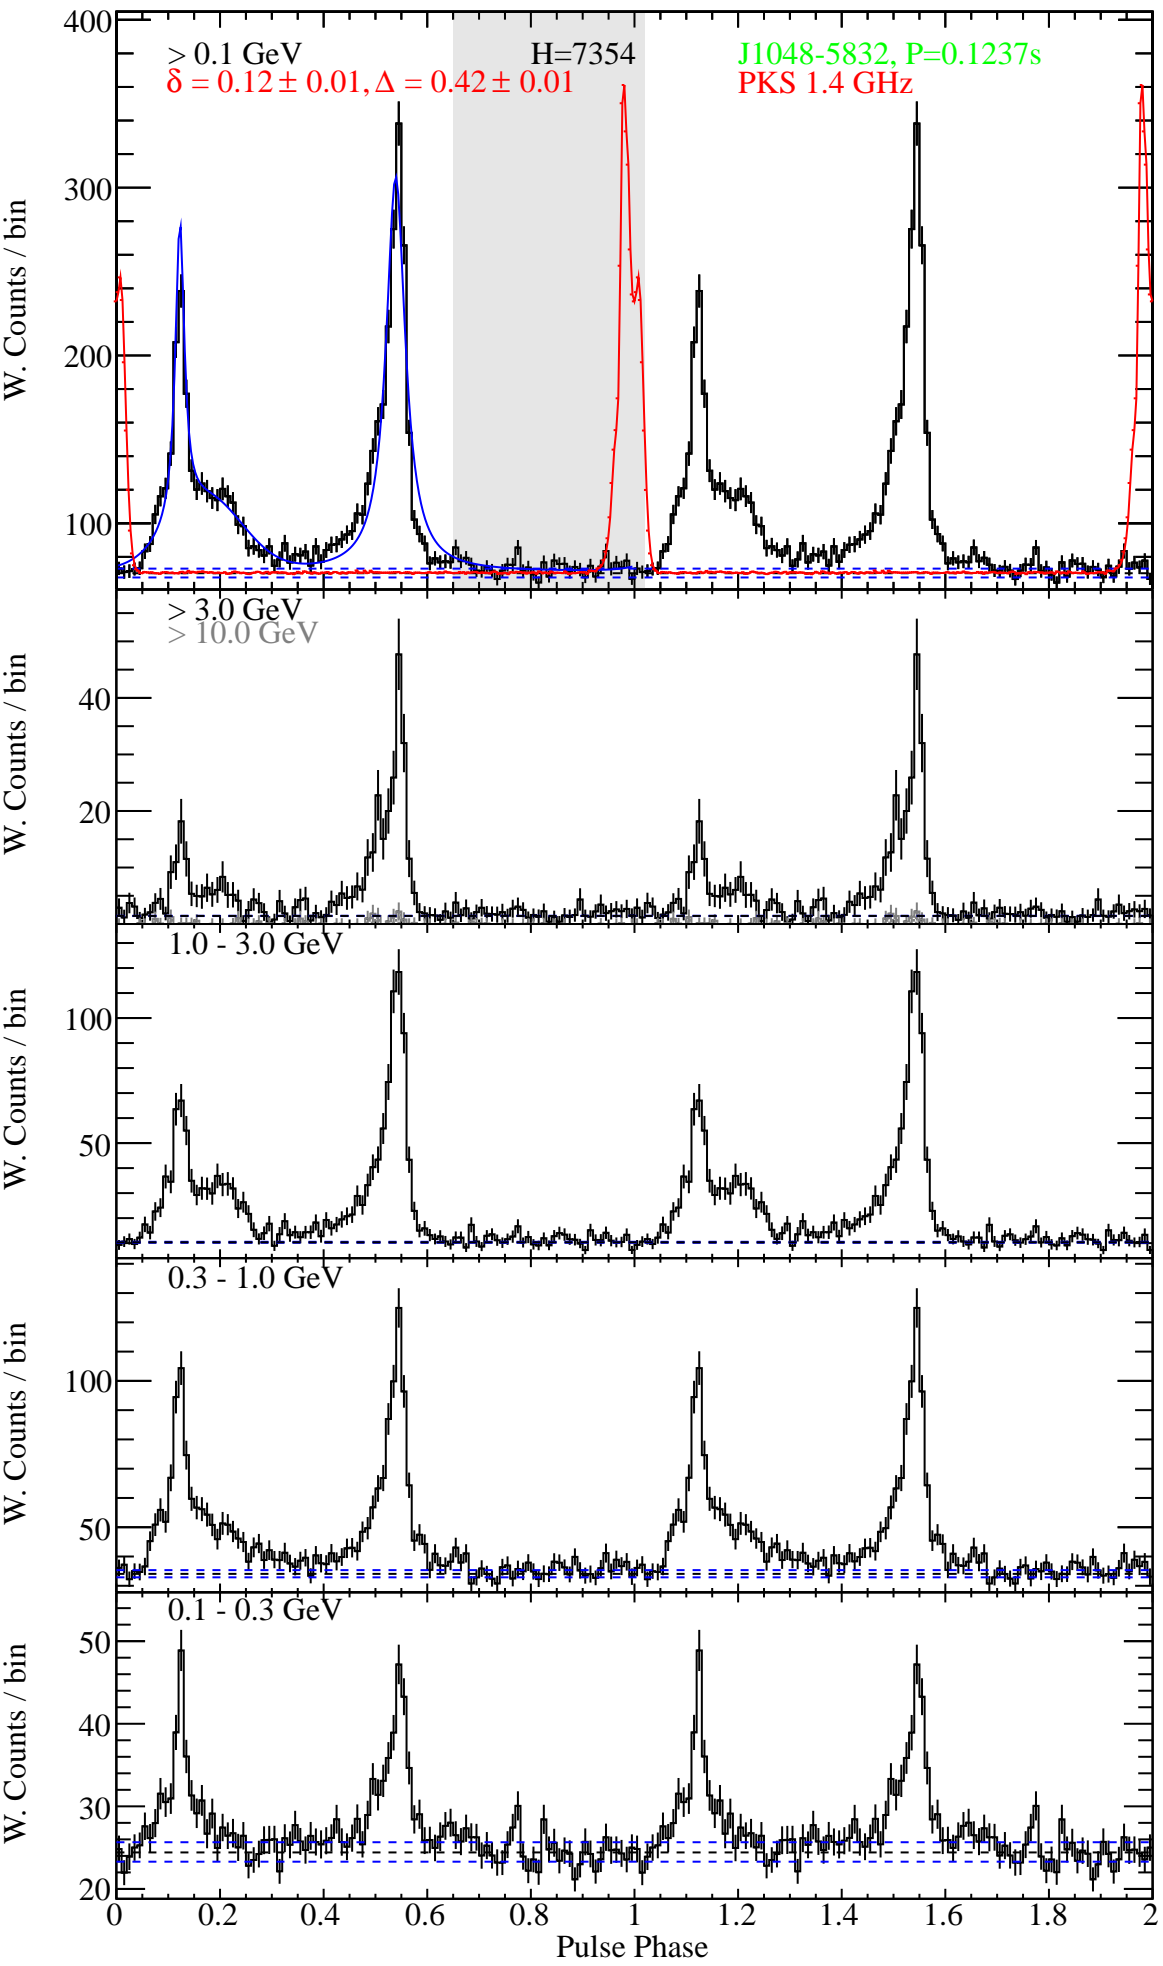 > 0.1 GeV H=7354 J1048-5832, P=0.1237s
δ = 0.12 ± 0.01, Δ = 0.42 ± 0.01 PKS 1.4 GHz
400
300
200
100
W. Counts / bin
> 3.0 GeV
> 10.0 GeV
40
20
W. Counts / bin
1.0 - 3.0 GeV
100
50
W. Counts / bin
0.3 - 1.0 GeV
100
50
W. Counts / bin
0.1 - 0.3 GeV
50
40
30
20
W. Counts / bin
0 0.2 0.4 0.6 0.8 1 1.2 1.4 1.6 1.8 2
Pulse Phase